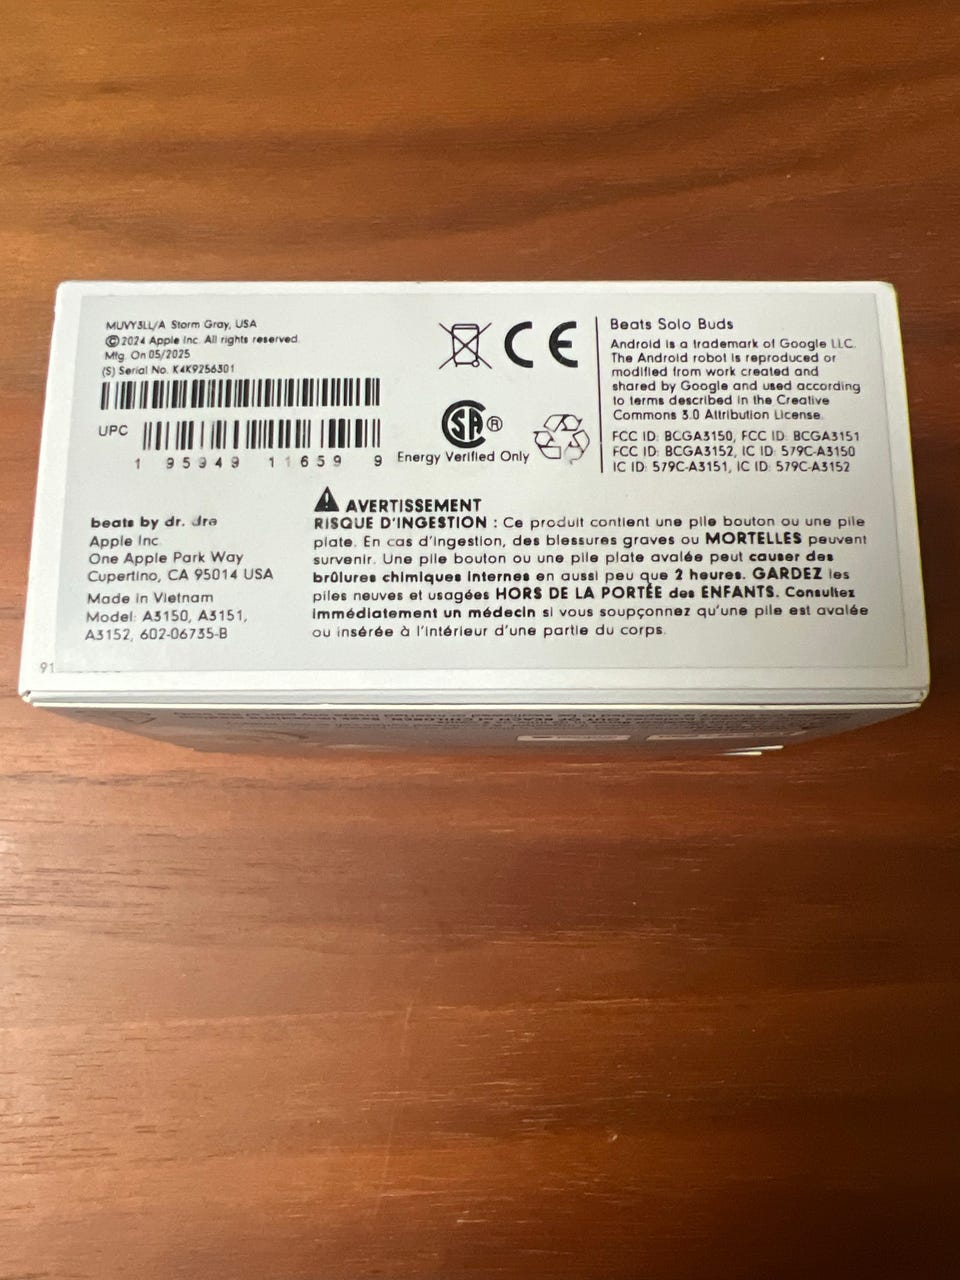 MUVY3LL/A Storm Gray, USA
©2024 Apple Inc. All rights reserved.
Mfg. On 05/2025
(S) Serial No. K4K9256301
UPC
1 95949 11659 9
CE
SA®
Energy Verified Only
Beats Solo Buds
Android is a trademark of Google LLC.
The Android robot is reproduced or
modified from work created and
shared by Google and used according
to terms described in the Creative
Commons 3.0 Attribution License.
FCC ID: BCGA3150, FCC ID: BCGA3151
FCC ID: BCGA3152, IC ID: 579C-A3150
IC ID: 579C-A3151, IC ID: 579C-A3152
beats by dr. dre
Apple Inc.
One Apple Park Way
Cupertino, CA 95014 USA
Made in Vietnam
Model: A3150, A3151,
A3152, 602-06735-B
AVERTISSEMENT
RISQUE D'INGESTION : Ce produit contient une pile bouton ou une pile
plate. En cas d'ingestion, des blessures graves ou MORTELLES peuvent
survenir. Une pile bouton ou une pile plate avalée peut causer des
brûlures chimiques internes en aussi peu que 2 heures. GARDEZ les
piles neuves et usagées HORS DE LA PORTÉE des ENFANTS. Consultez
immédiatement un médecin si vous soupçonnez qu'une pile est avalée
ou insérée à l'intérieur d'une partie du corps.
91